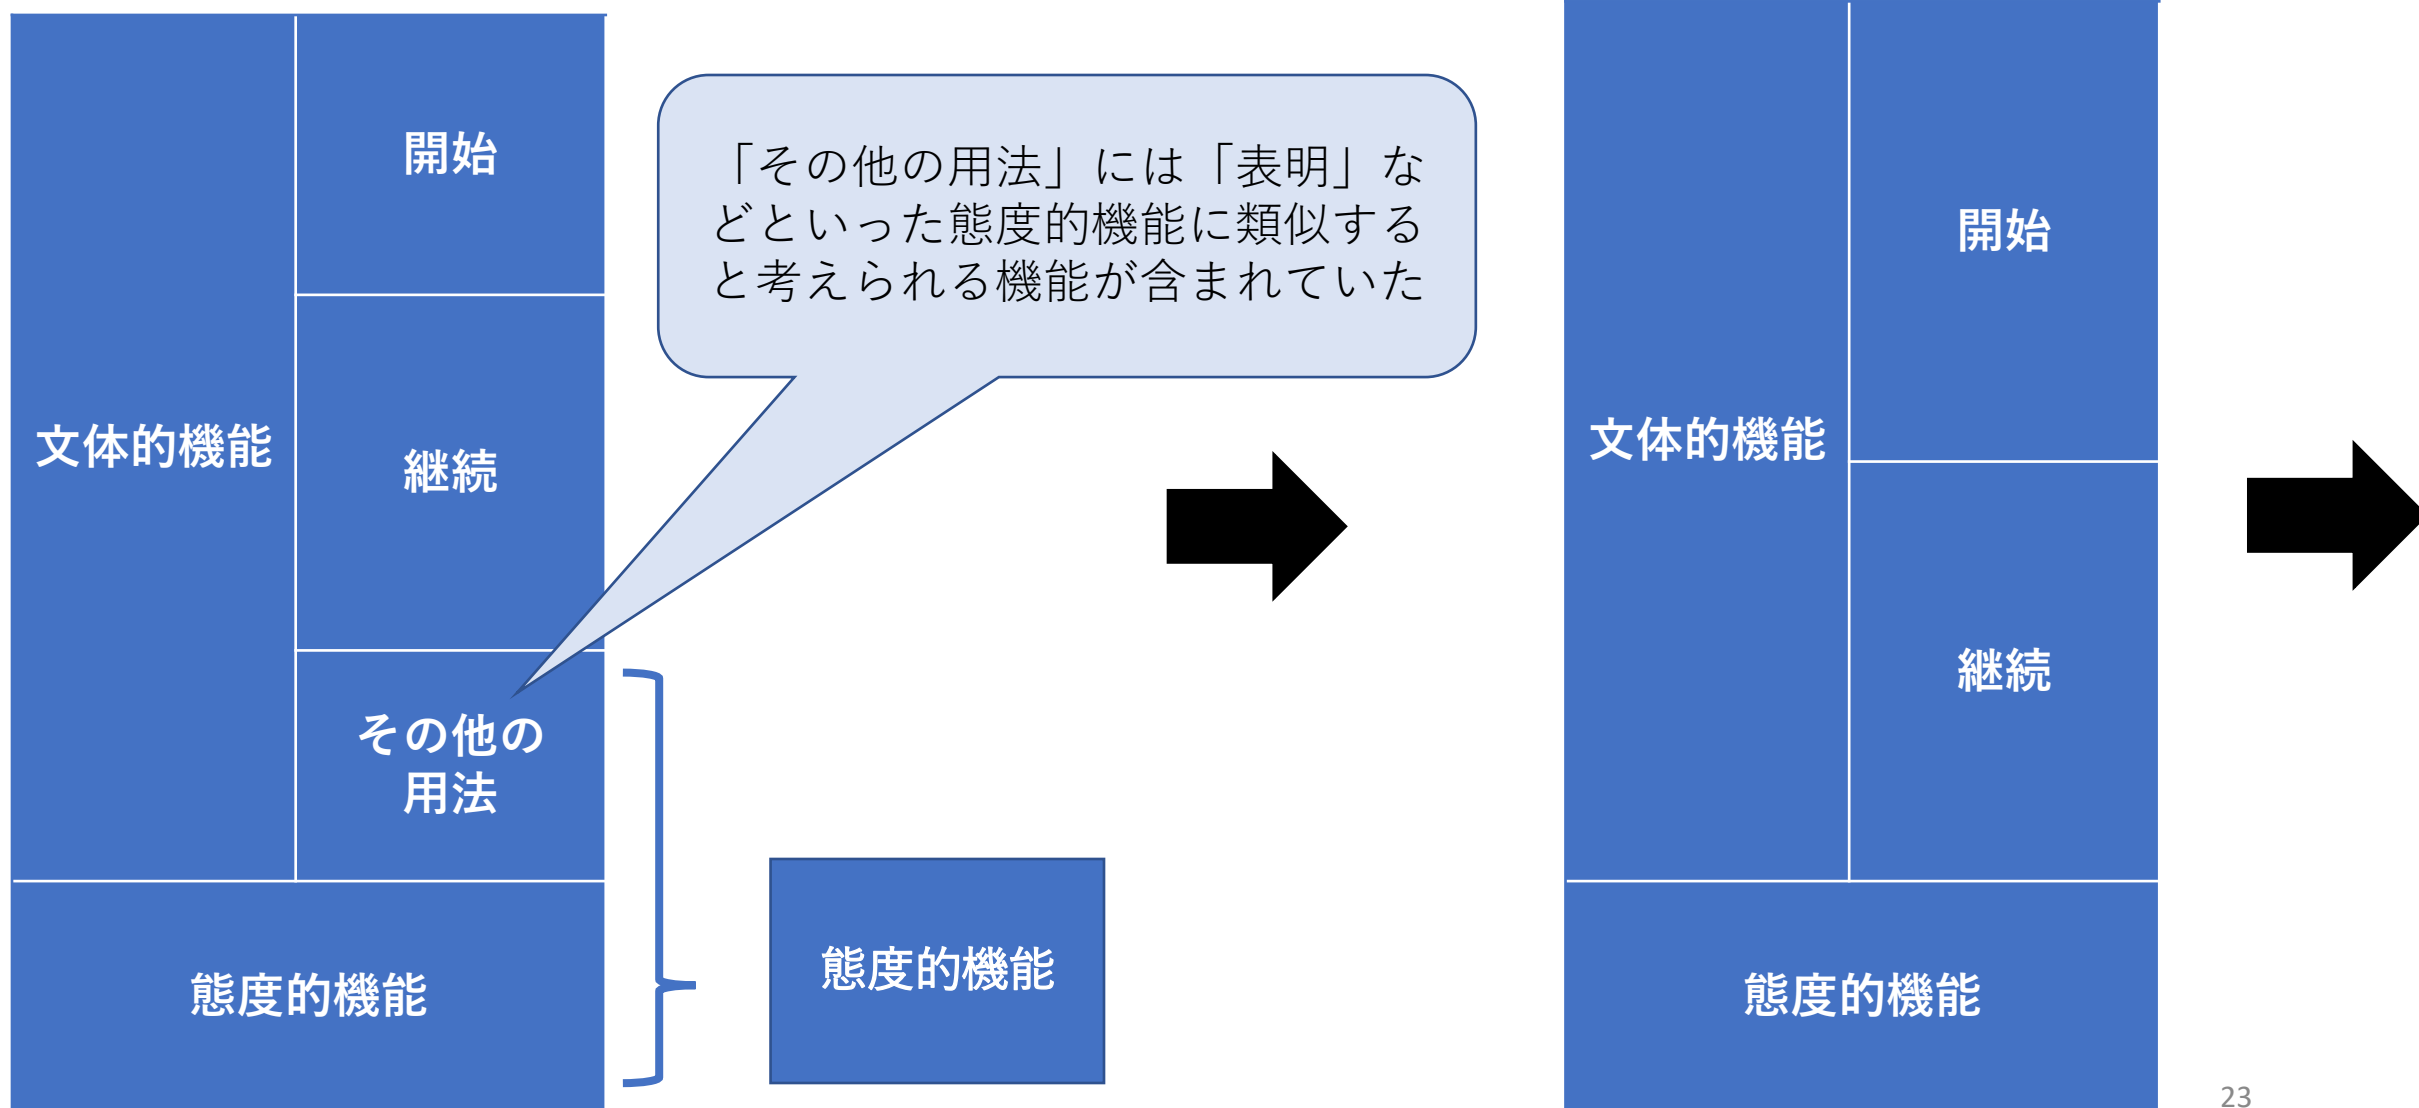 文体的機能
開始
継続
その他の
用法
態度的機能
「その他の用法」には「表明」な
どといった態度的機能に類似する
と考えられる機能が含まれていた
態度的機能
文体的機能
開始
継続
態度的機能
23